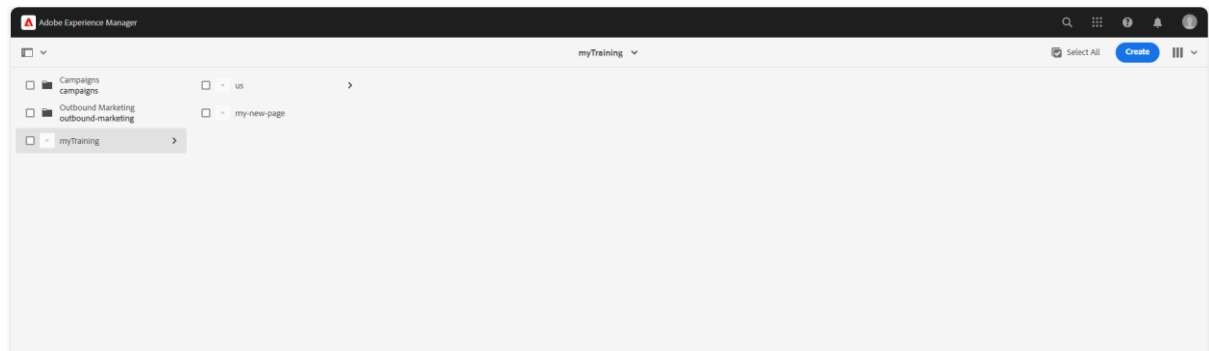 Adobe Experience Manager
myTraining
Select All
Create
Campaigns
campaigns
Outbound Marketing
outbound-marketing
myTraining
us
my-new-page